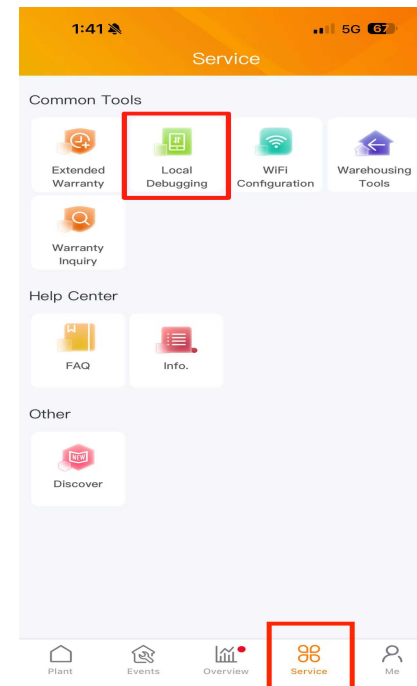 1:41 5G 67
Service
Common Tools
Extended Local WiFi Warehousing
Warranty Debugging Configuration Tools
Warranty
Inquiry
Help Center
FAQ Info.
Other
NEW
Discover
Plant Events Overview Service Me